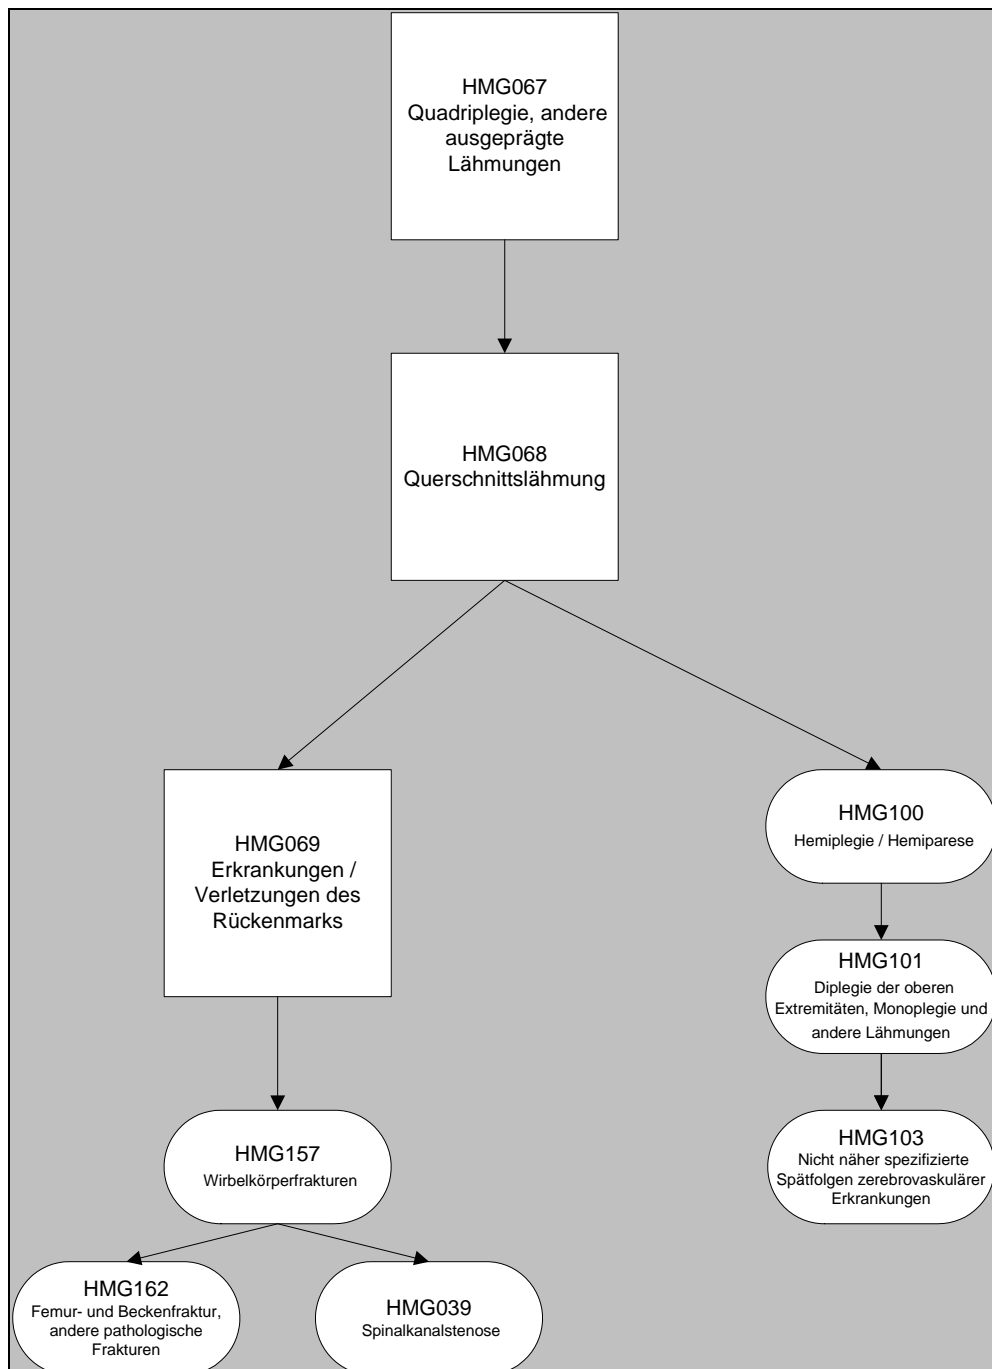 HMG067
Quadriplegie, andere
ausgeprägte
Lähmungen
HMG068
Querschnittslähmung
HMG069
Erkrankungen /
Verletzungen des
Rückenmarks
HMG100
Hemiplegie / Hemiparese
HMG101
Diplegie der oberen
Extremitäten, Monoplegie und
andere Lähmungen
HMG157
Wirbelkörperfrakturen
HMG103
Nicht näher spezifizierte
Spätfolgen zerebrovaskulärer
Erkrankungen
HMG162
Femur- und Beckenfraktur,
andere pathologische
Frakturen
HMG039
Spinalkanalstenose